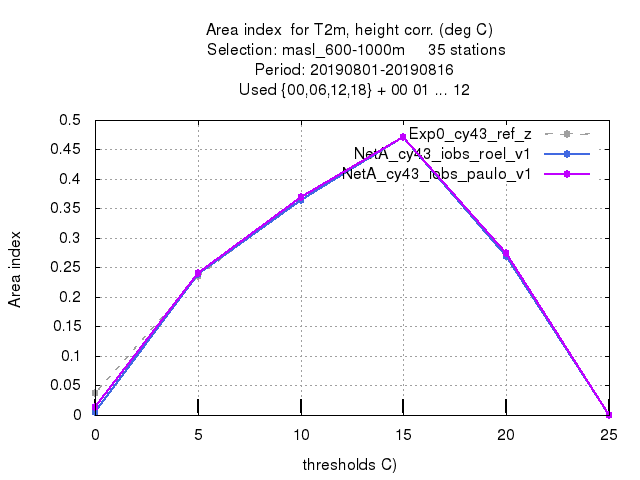 Area index  for T2m, height corr. (deg C)
Selection: masl_600-1000m     35 stations
Period: 20190801-20190816
Used {00,06,12,18} + 00 01 ... 12
Exp0_cy43_ref_z
NetA_cy43_iobs_roel_v1
NetA_cy43_iobs_paulo_v1
0.5
0.45
0.4
0.35
0.3
0.25
0.2
0.15
0.1
0.05
0
Area index
0 5 10 15 20 25
thresholds C)